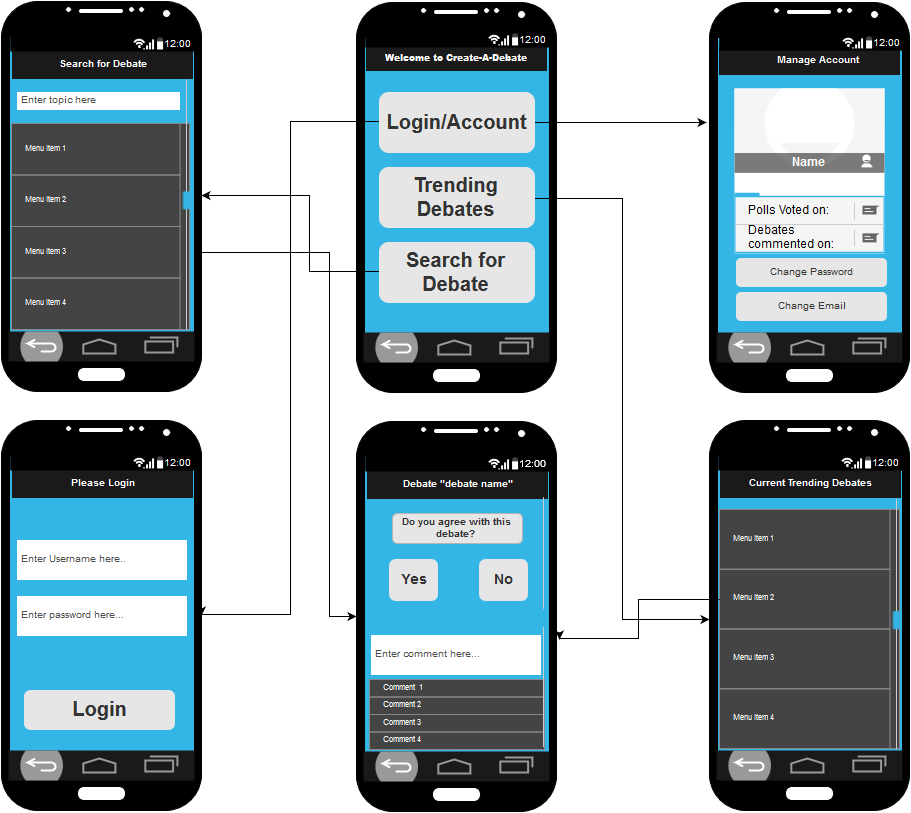 12:00
Search for Debate
Enter topic here
Menu Item 1
Menu Item 2
Menu Item 3
Menu Item 4
12:00
Welcome to Create-A-Debate
Login/Account
Trending
Debates
Search for
Debate
12:00
Manage Account
Name
Polls Voted on:
Debates
commented on:
Change Password
Change Email
12:00
Please Login
Enter Username here..
Enter password here...
Login
12:00
Debate "debate name"
Do you agree with this
debate?
Yes
No
Enter comment here...
Comment 1
Comment 2
Comment 3
Comment 4
12:00
Current Trending Debates
Menu Item 1
Menu Item 2
Menu Item 3
Menu Item 4